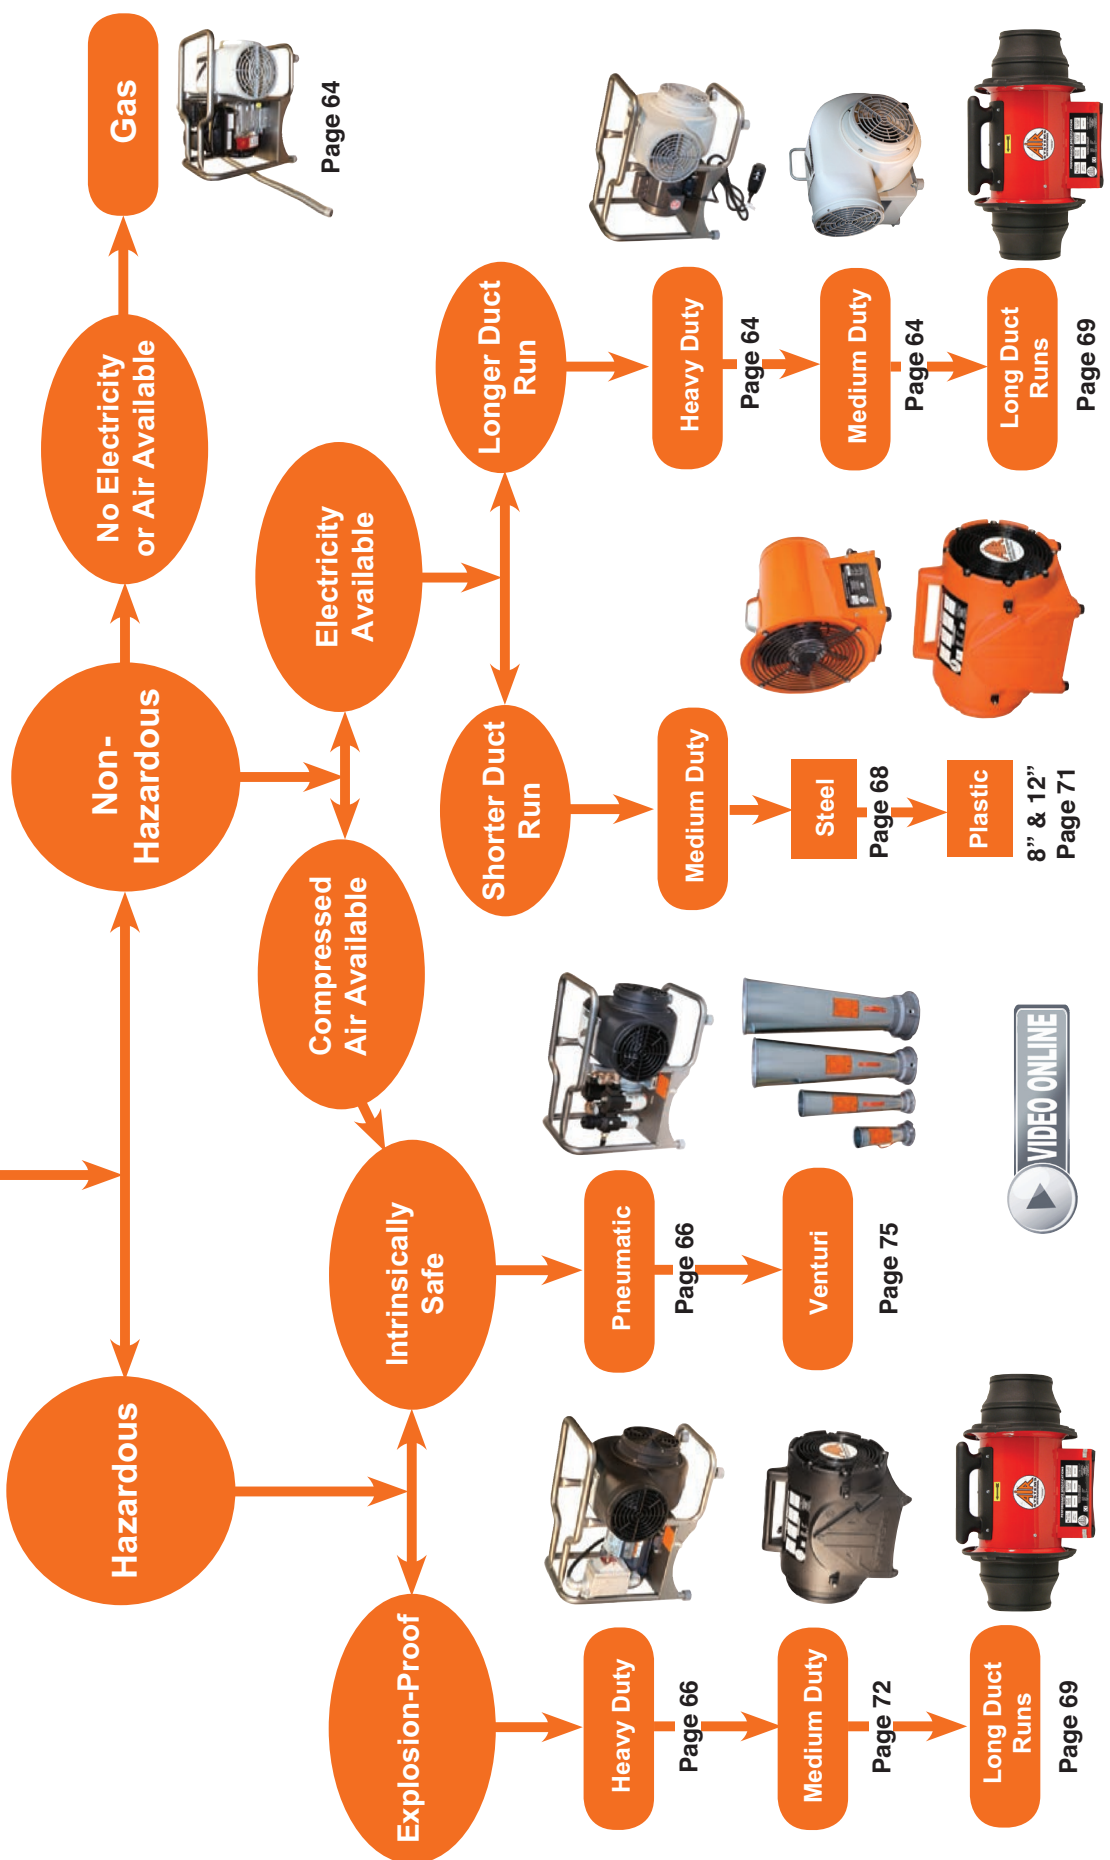 Hazardous
Non-
Hazardous
No Electricity
or Air Available
Gas
Page 64
Explosion-Proof
Intrinsically
Safe
Compressed
Air Available
Electricity
Available
Shorter Duct
Run
Longer Duct
Run
Heavy Duty
Page 66
Medium Duty
Page 72
Long Duct
Runs
Page 69
Pneumatic
Page 66
Venturi
Page 75
Medium Duty
Steel
Page 68
Plastic
8” & 12”
Page 71
Heavy Duty
Page 64
Medium Duty
Page 64
Long Duct
Runs
Page 69
VIDEO ONLINE
AIR
AIR